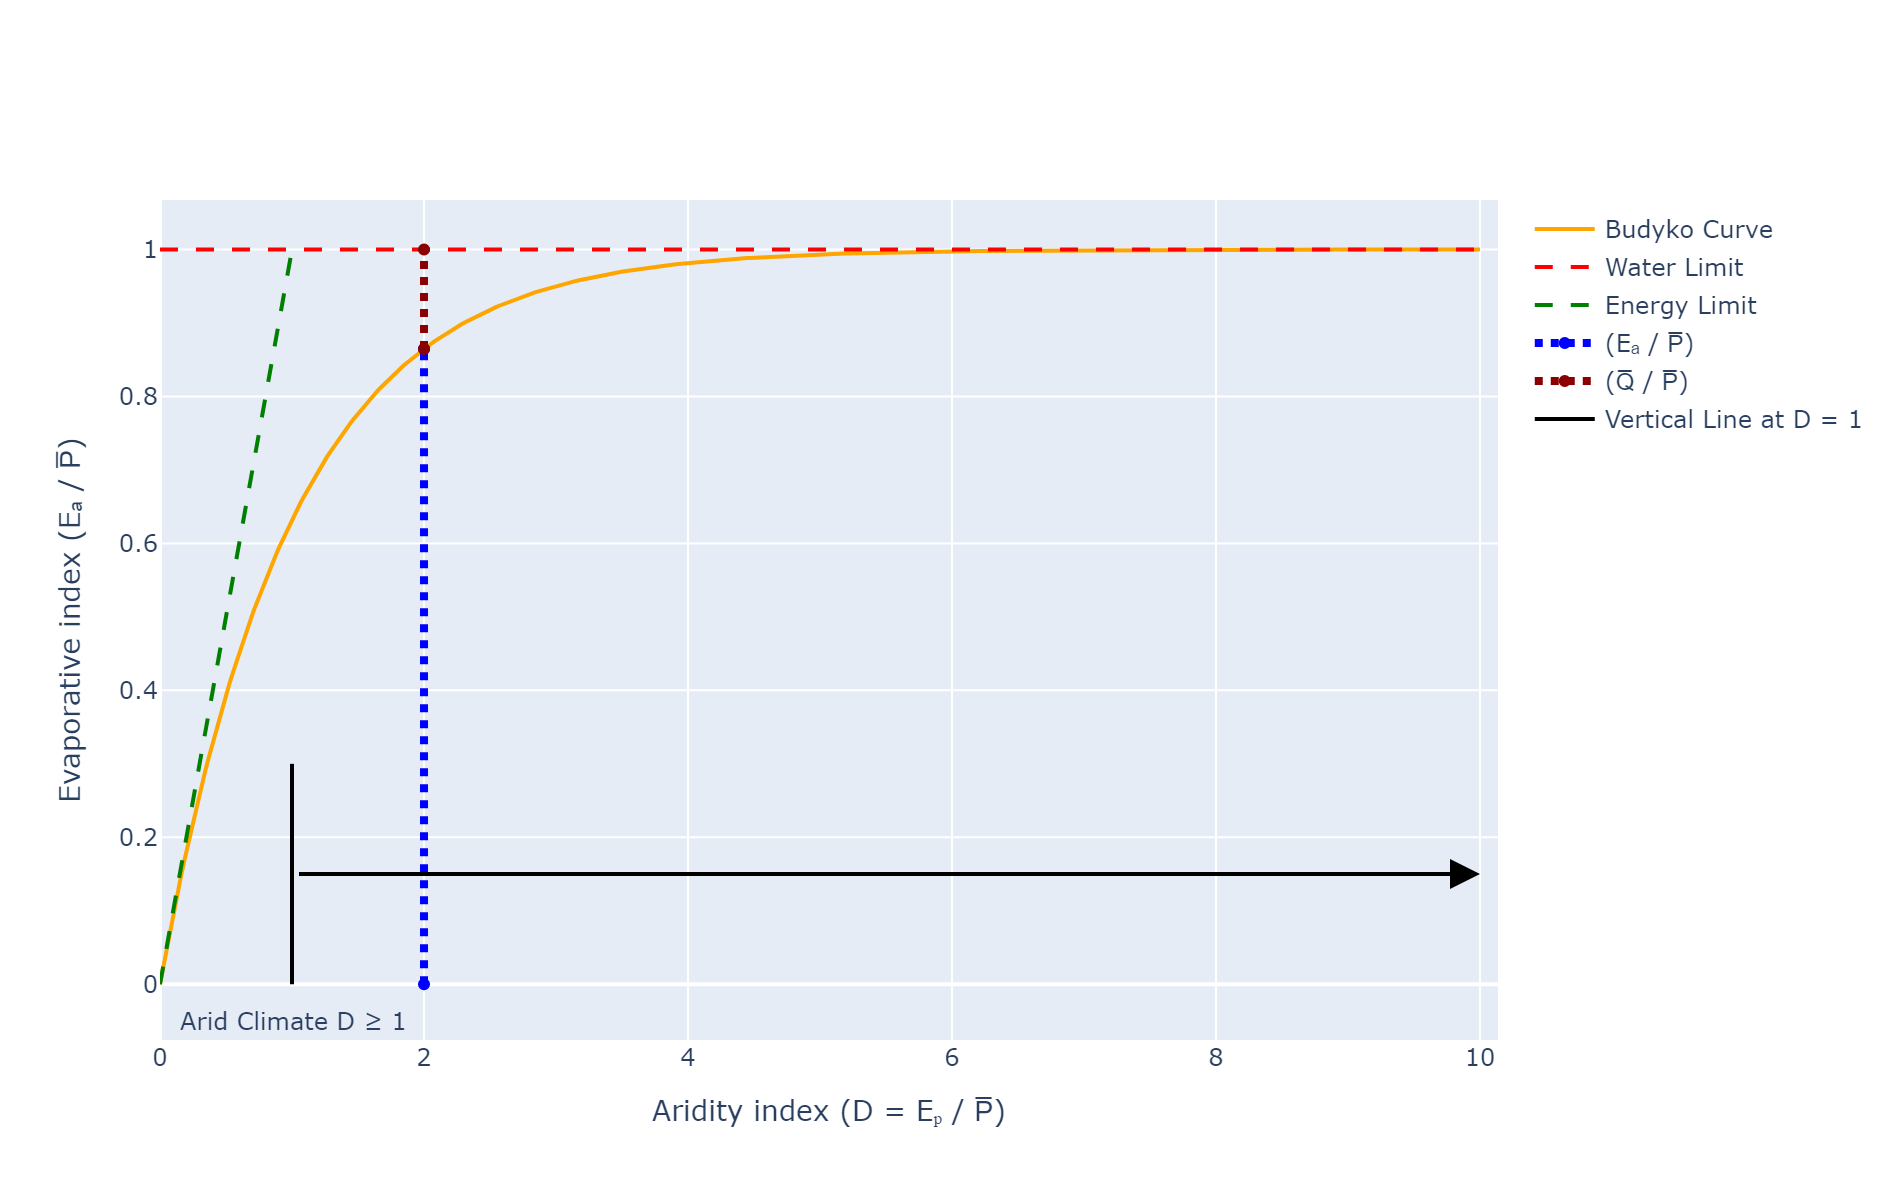 1
0.8
0.6
0.4
0.2
0
Evaporative index (Eₐ / P̅)
Arid Climate D ≥ 1
0 2 4 6 8 10
Aridity index (D = Eₚ / P̅)
Budyko Curve
Water Limit
Energy Limit
(Eₐ / P̅)
(Q̅ / P̅)
Vertical Line at D = 1